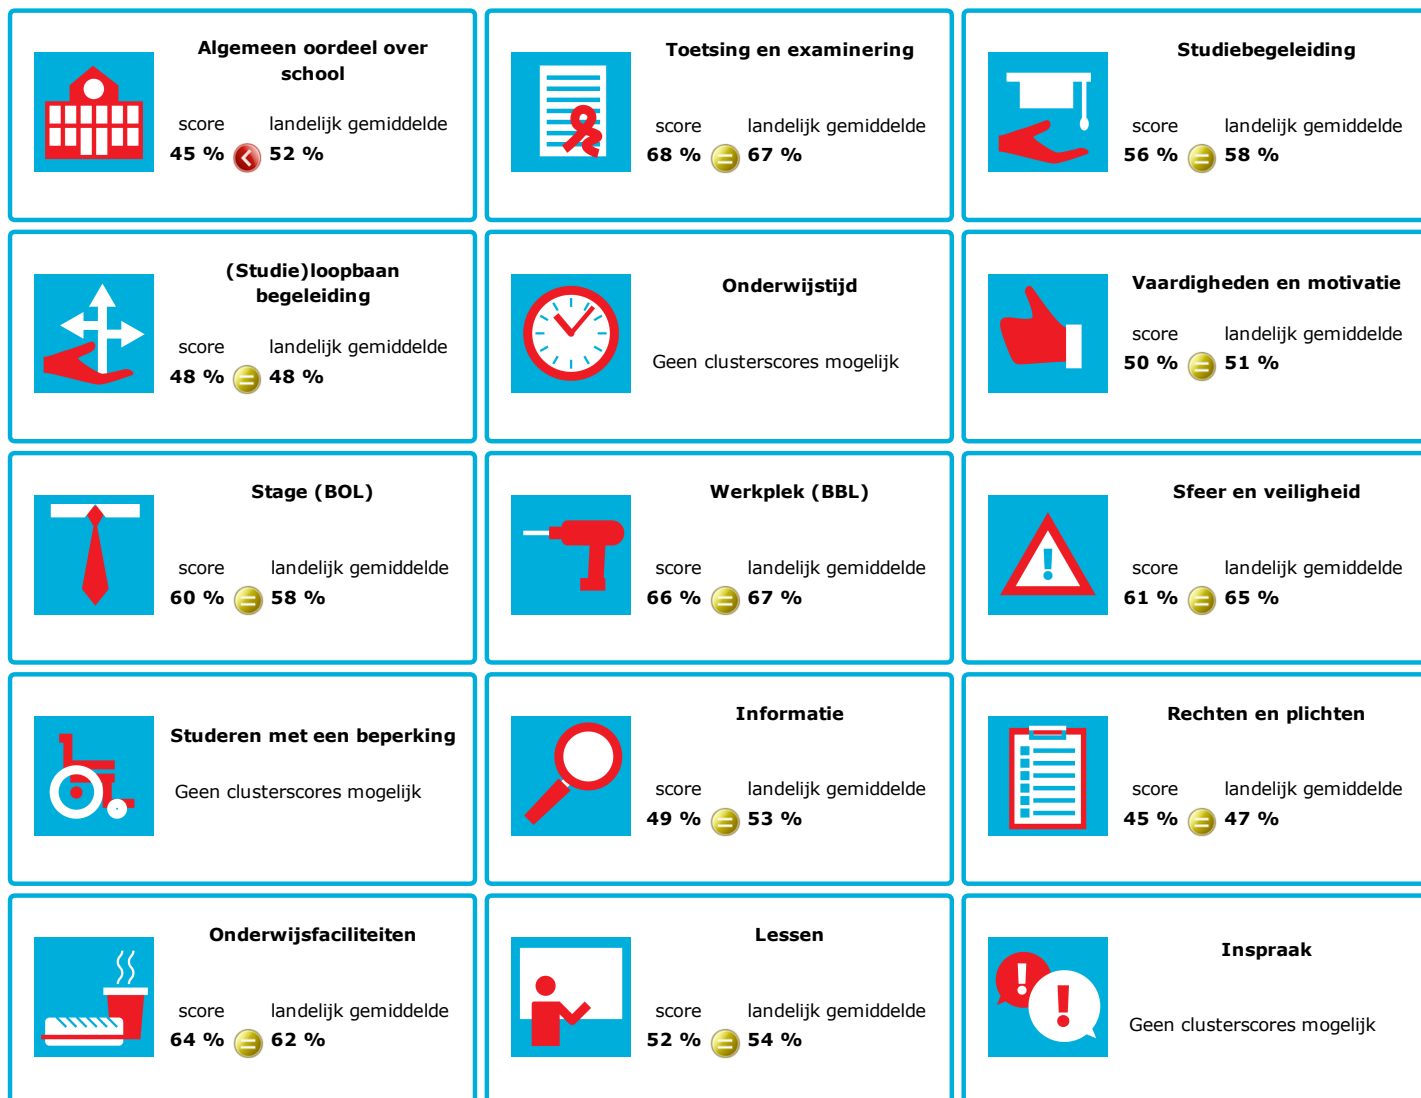 Algemeen oordeel over
school
score landelijk gemiddelde
45 % 52 %
Toetsing en examinering
score landelijk gemiddelde
68 % = 67 %
Studiebegeleiding
score landelijk gemiddelde
56 % = 58 %
(Studie)loopbaan
begeleiding
score landelijk gemiddelde
48 % = 48 %
Onderwijstijd
Geen clusterscores mogelijk
Vaardigheden en motivatie
score landelijk gemiddelde
50 % = 51 %
Stage (BOL)
score landelijk gemiddelde
60 % = 58 %
Werkplek (BBL)
score landelijk gemiddelde
66 % = 67 %
Sfeer en veiligheid
score landelijk gemiddelde
61 % = 65 %
Studeren met een beperking
Geen clusterscores mogelijk
Informatie
score landelijk gemiddelde
49 % = 53 %
Rechten en plichten
score landelijk gemiddelde
45 % = 47 %
Onderwijsfaciliteiten
score landelijk gemiddelde
64 % = 62 %
Lessen
score landelijk gemiddelde
52 % = 54 %
Inspraak
Geen clusterscores mogelijk